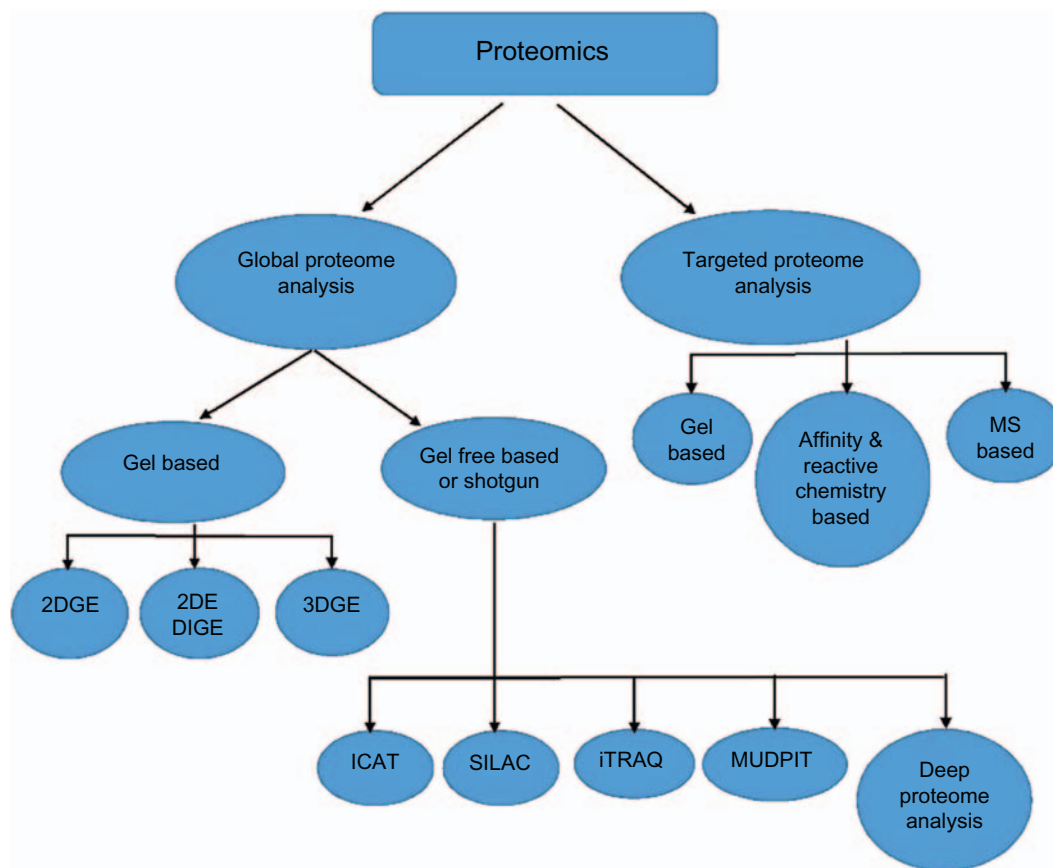 Proteomics
Global proteome
analysis
Targeted proteome
analysis
Gel based
Gel free based
or shotgun
Gel
based
Affinity &
reactive
chemistry
based
MS
based
2DGE
2DE
DIGE
3DGE
ICAT
SILAC
iTRAQ
MUDPIT
Deep
proteome
analysis